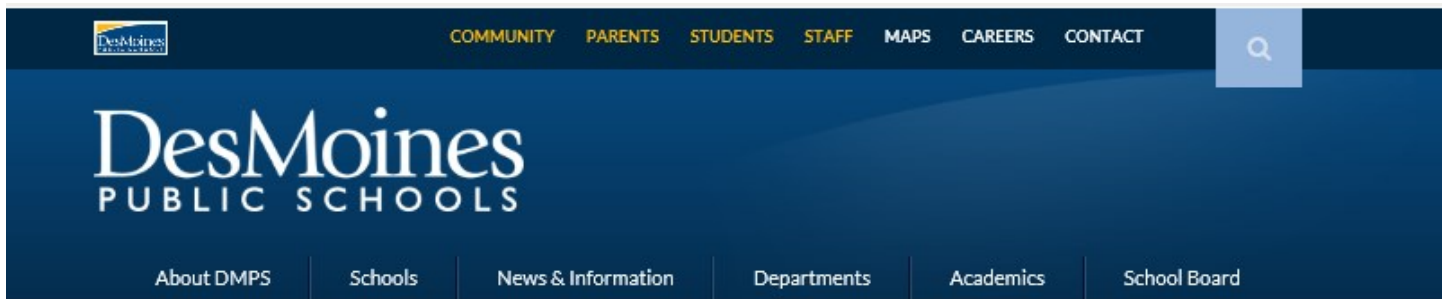 DesMoines
COMMUNITY PARENTS STUDENTS STAFF MAPS CAREERS CONTACT
DesMoines
PUBLIC SCHOOLS
About DMPS Schools News & Information Departments Academics School Board